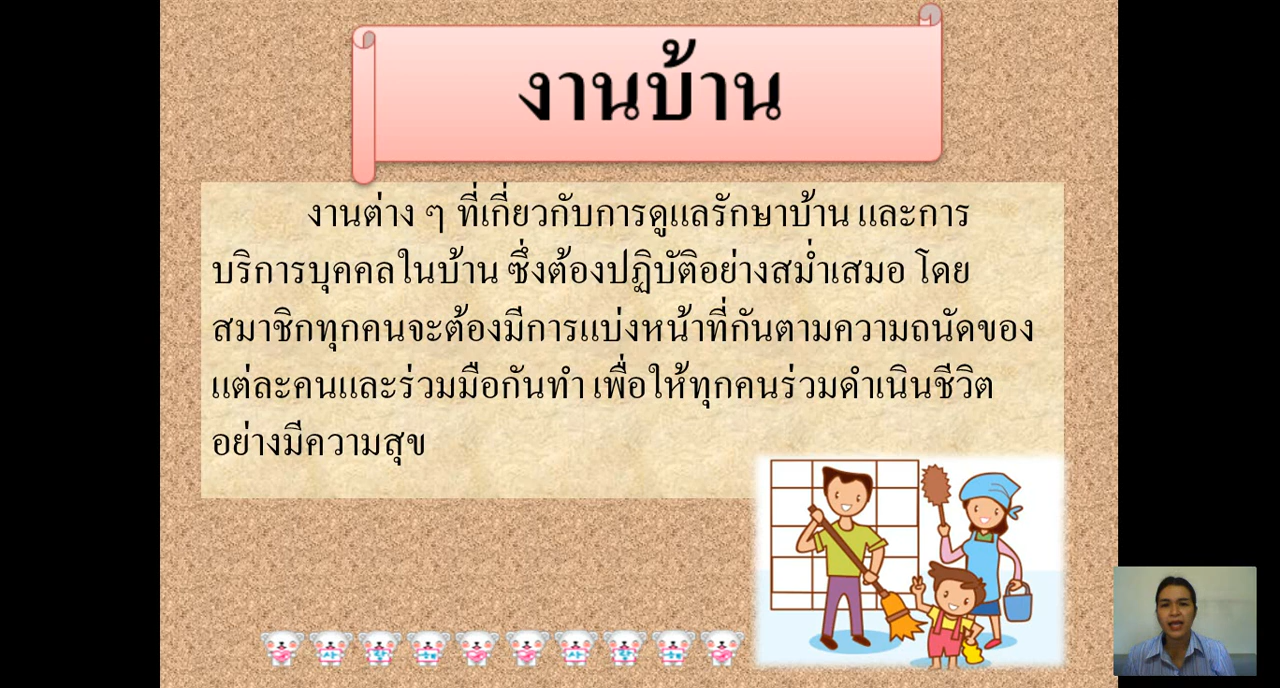 งานบ้าน
งานต่าง ๆ ที่เกี่ยวกับการดูแลรักษาบ้าน และการ
บริการบุคคลในบ้าน ซึ่งต้องปฏิบัติอย่างสม่ำเสมอ โดย
สมาชิกทุกคนจะต้องมีการแบ่งหน้าที่กันตามความถนัดของ
แต่ละคนและร่วมมือกันทำ เพื่อให้ทุกคนร่วมดำเนินชีวิต
อย่างมีความสุข